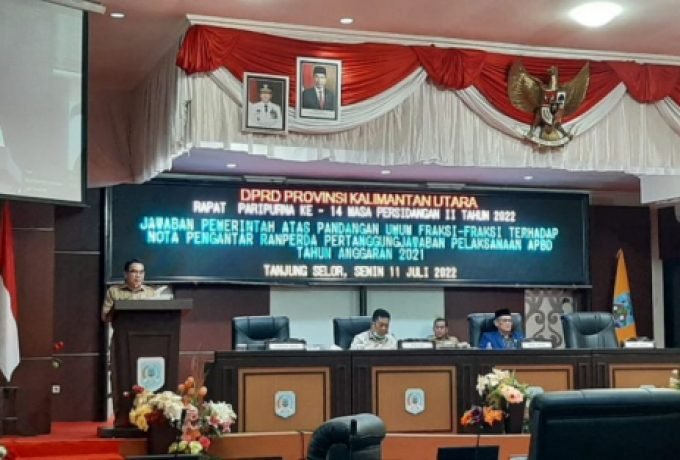 DPRD PROVINSI KALIMANTAN UTARA
RAPAT PARIPURNA KE - 14 MASA PERSIDANGAN II TAHUN 2022
JAWABAN PEMERINTAH ATAS PANDANGAN UMUM FRAKSI-FRAKSI TERHADAP
NOTA PENGANTAR RANPERDA PERTANGGUNGJAWABAN PELAKSANAAN APBD
TAHUN ANGGARAN 2021
TANJUNG SELOR, SENIN 11 JULI 2022